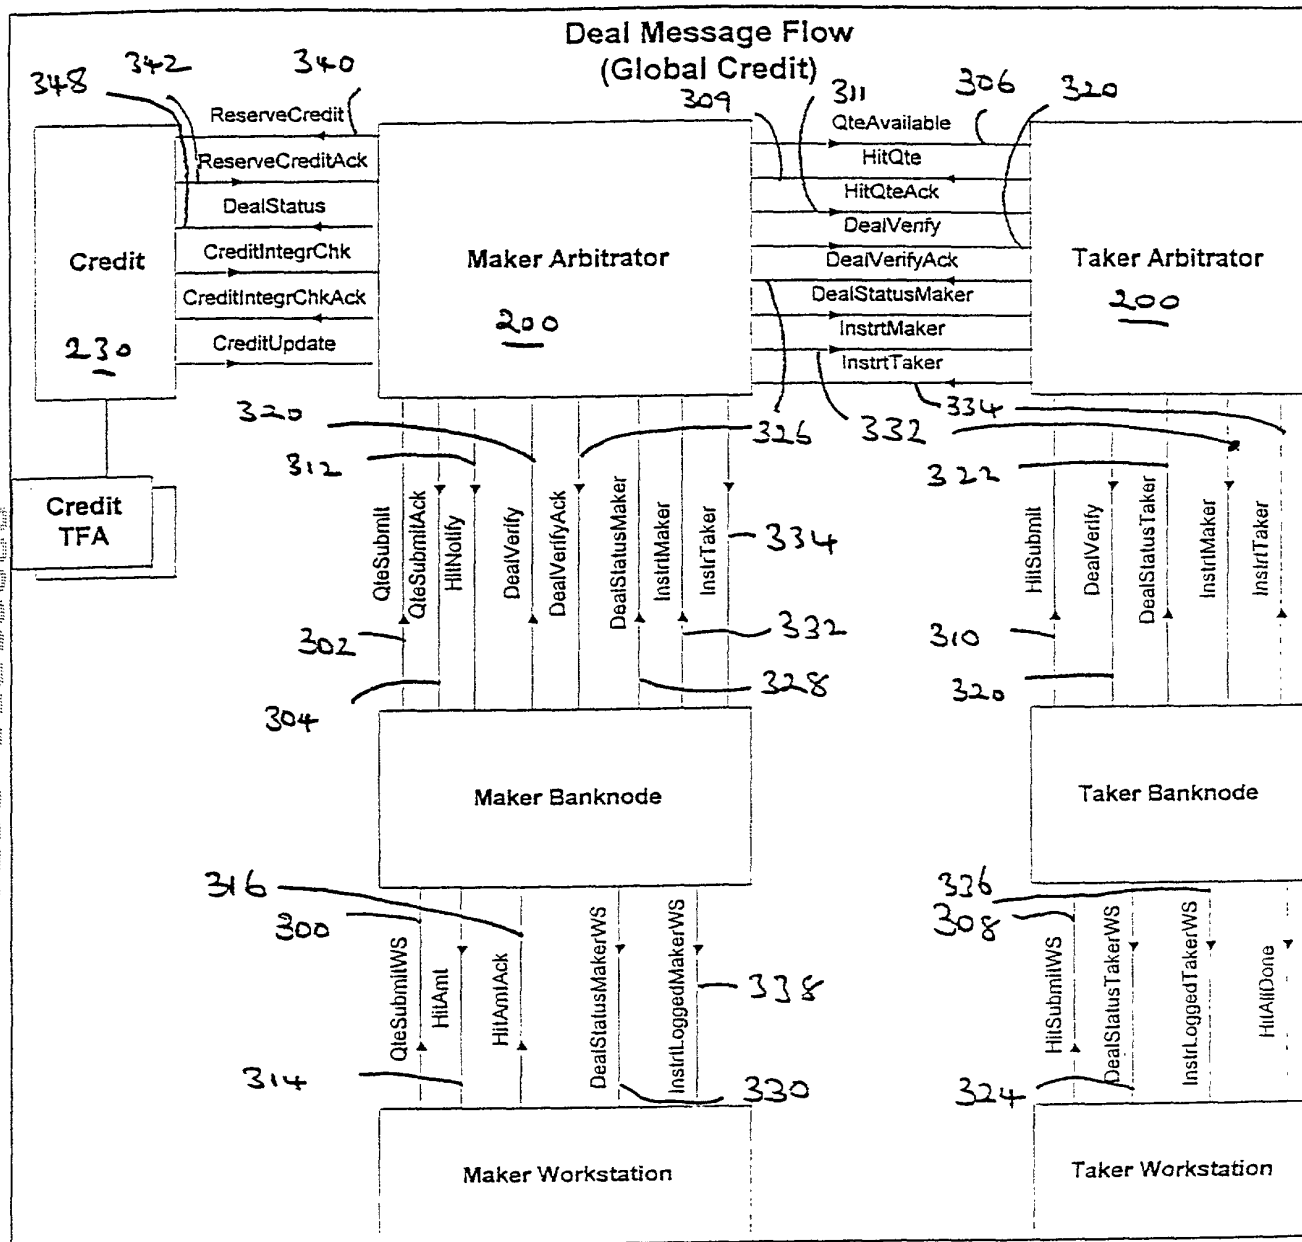 Deal Message Flow
(Global Credit)
348
342
340
309
311
306
320
ReserveCredit
ReserveCreditAck
DealStatus
CreditIntegrChk
CreditIntegrChkAck
CreditUpdate
QteAvailable
HitQte
HitQteAck
DealVerify
DealVerifyAck
DealStatusMaker
InstrtMaker
InstrtTaker
Credit
230
Maker Arbitrator
200
Taker Arbitrator
200
320
312
326
332
334
322
Credit
TFA
QteSubmit
QteSubmitAck
HitNotify
DealVerify
DealVerifyAck
DealStatusMaker
InstrtMaker
InstrTaker
334
HitSubmit
DealVerify
DealStatusTaker
InstrtMaker
InstrtTaker
302
304
332
328
310
320
Maker Banknode
Taker Banknode
316
300
336
308
QteSubmitWS
HitAmt
HitAmtAck
DealStatusMakerWS
InstrtLoggedMakerWS
338
HitSubmitWS
DealStatusTakerWS
InstrtLoggedTakerWS
HitAllDone
314
330
324
Maker Workstation
Taker Workstation